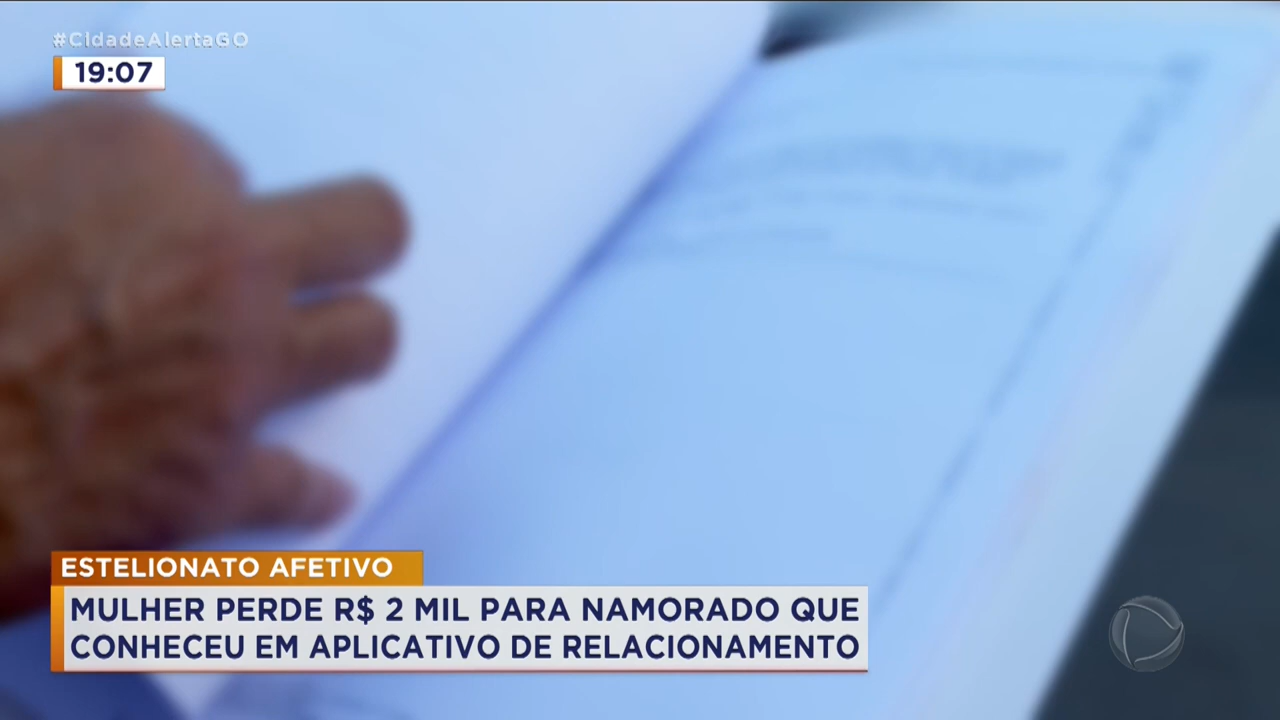 #CidadeAlertaGO
19:07
ESTELIONATO AFETIVO
MULHER PERDE R$ 2 MIL PARA NAMORADO QUE
CONHECEU EM APLICATIVO DE RELACIONAMENTO